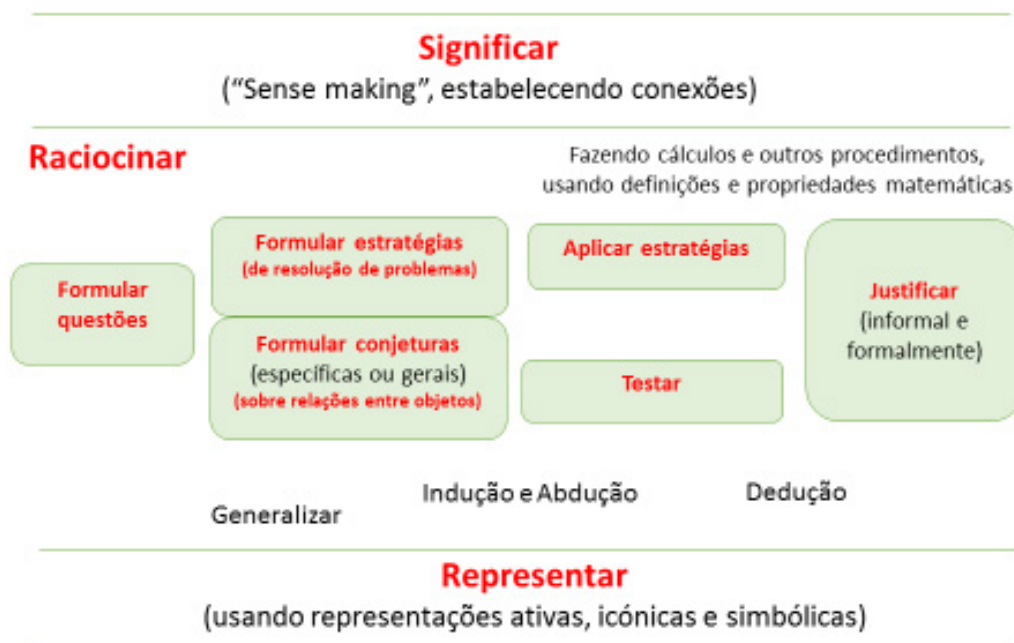 Significar
(“Sense making”, estabelecendo conexões)
Raciocinar
Fazendo cálculos e outros procedimentos,
usando definições e propriedades matemáticas
Formular
questões
Formular estratégias
(de resolução de problemas)
Formular conjeturas
(específicas ou gerais)
(sobre relações entre objetos)
Aplicar estratégias
Testar
Justificar
(informal e
formalmente)
Generalizar
Indução e Abdução
Dedução
Representar
(usando representações ativas, icónicas e simbólicas)